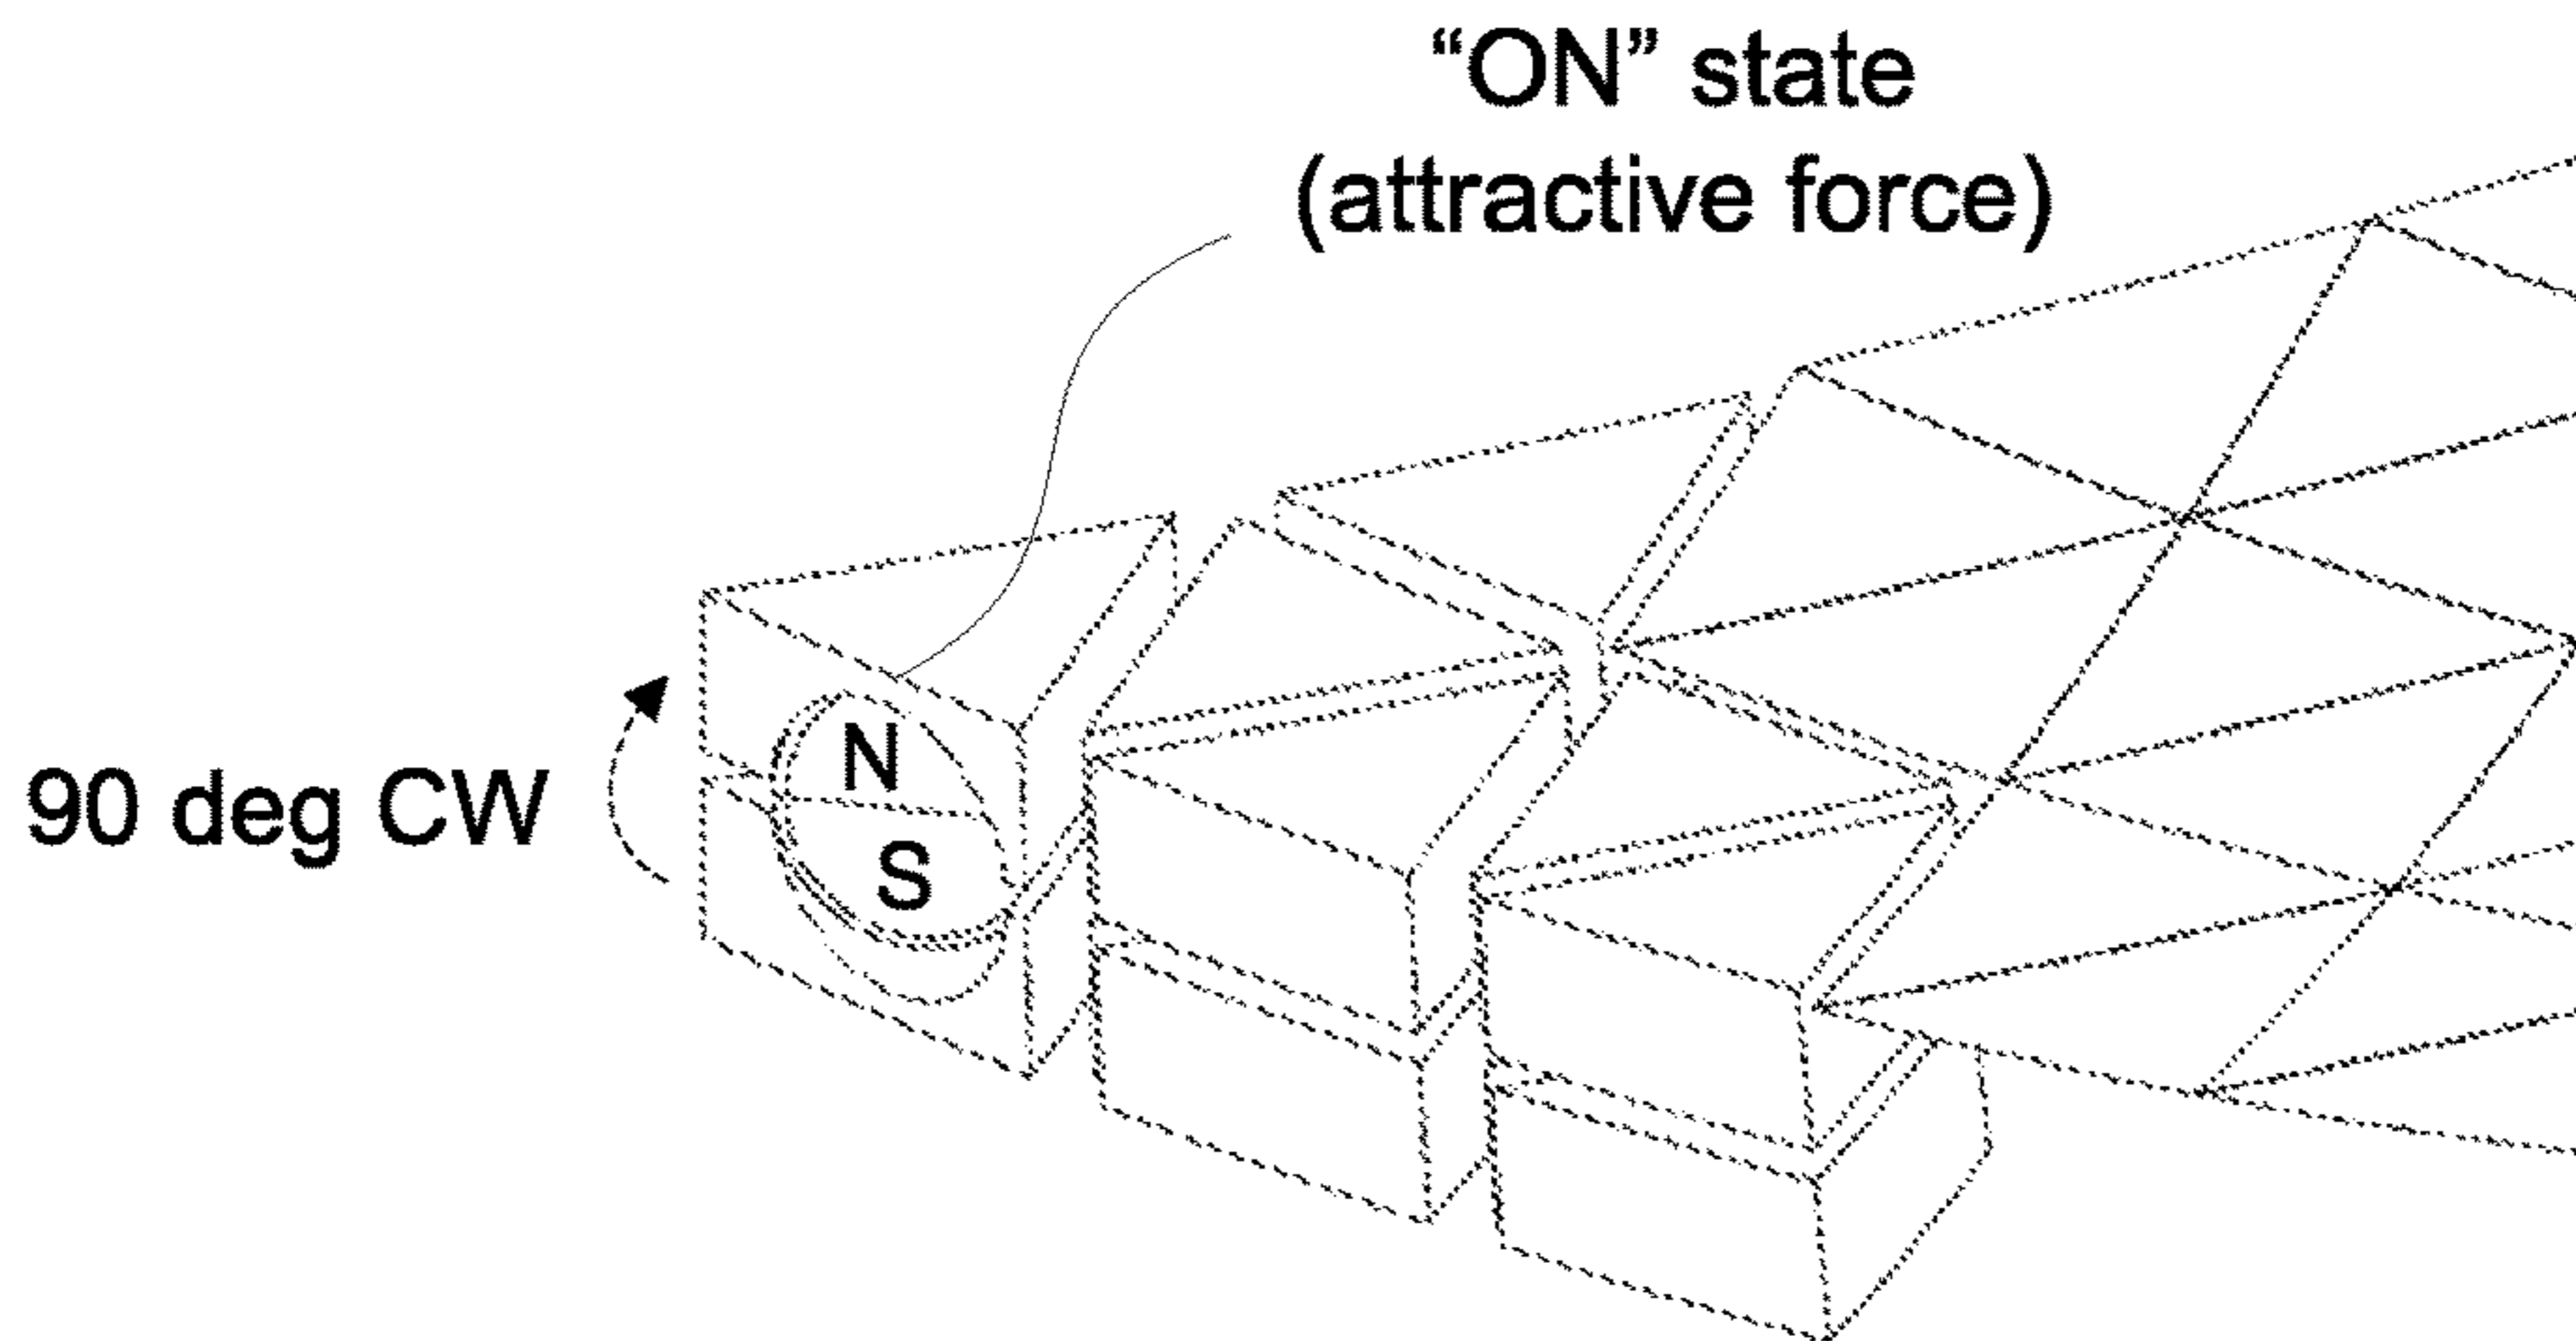 “ON” state
(attractive force)
N
90 deg CW
S